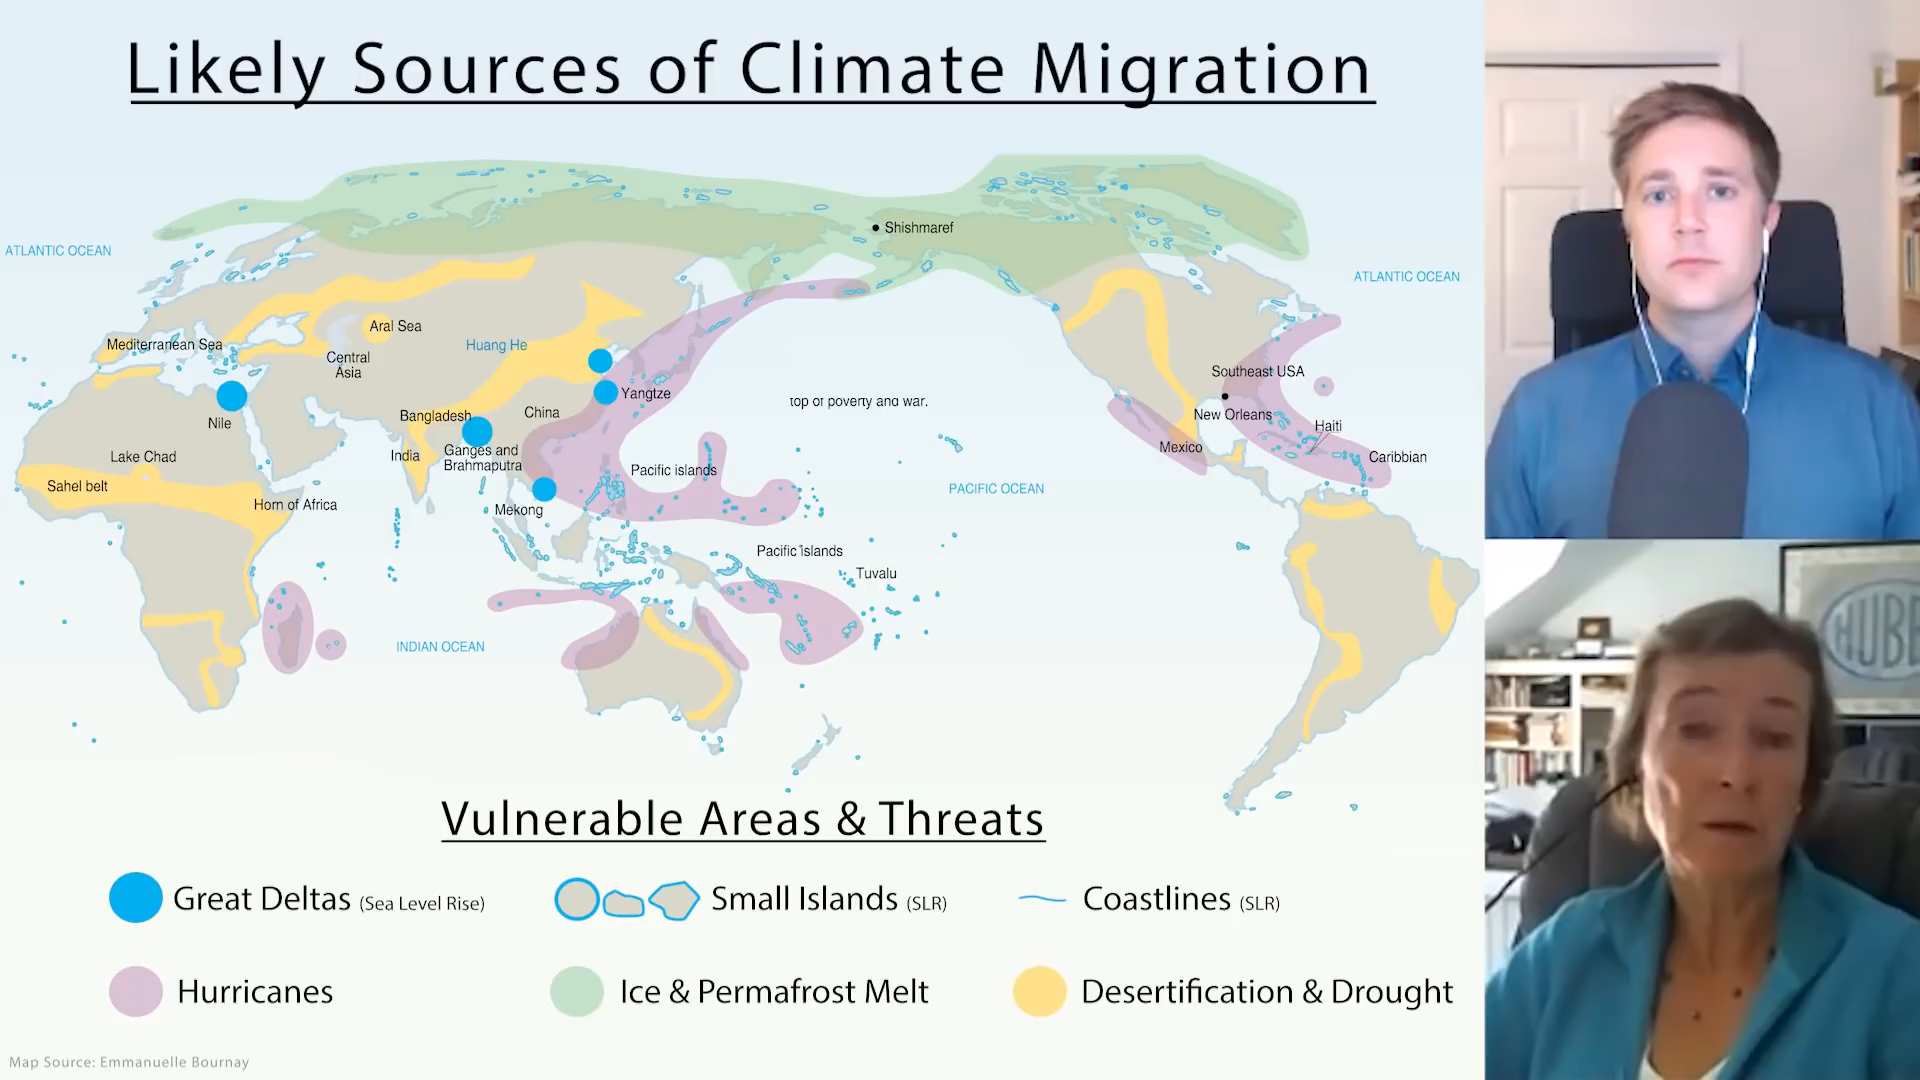 Likely Sources of Climate Migration
Shishmaref
ATLANTIC OCEAN
ATLANTIC OCEAN
Aral Sea
Mediterranean Sea
Huang He
Central
Asia
Southeast USA
Yangtze
top of poverty and war.
Bangladesh
China
New Orleans
Nile
Haiti
Ganges and
Brahmaputra
India
Mexico
Caribbian
Lake Chad
Pacific islands
Sahel belt
PACIFIC OCEAN
Horn of Africa
Mekong
Pacific Islands
Tuvalu
INDIAN OCEAN
HUBB
Vulnerable Areas & Threats
Great Deltas (Sea Level Rise)
Small Islands (SLR)
Coastlines (SLR)
Hurricanes
Ice & Permafrost Melt
Desertification & Drought
Map Source: Emmanuelle Bournay